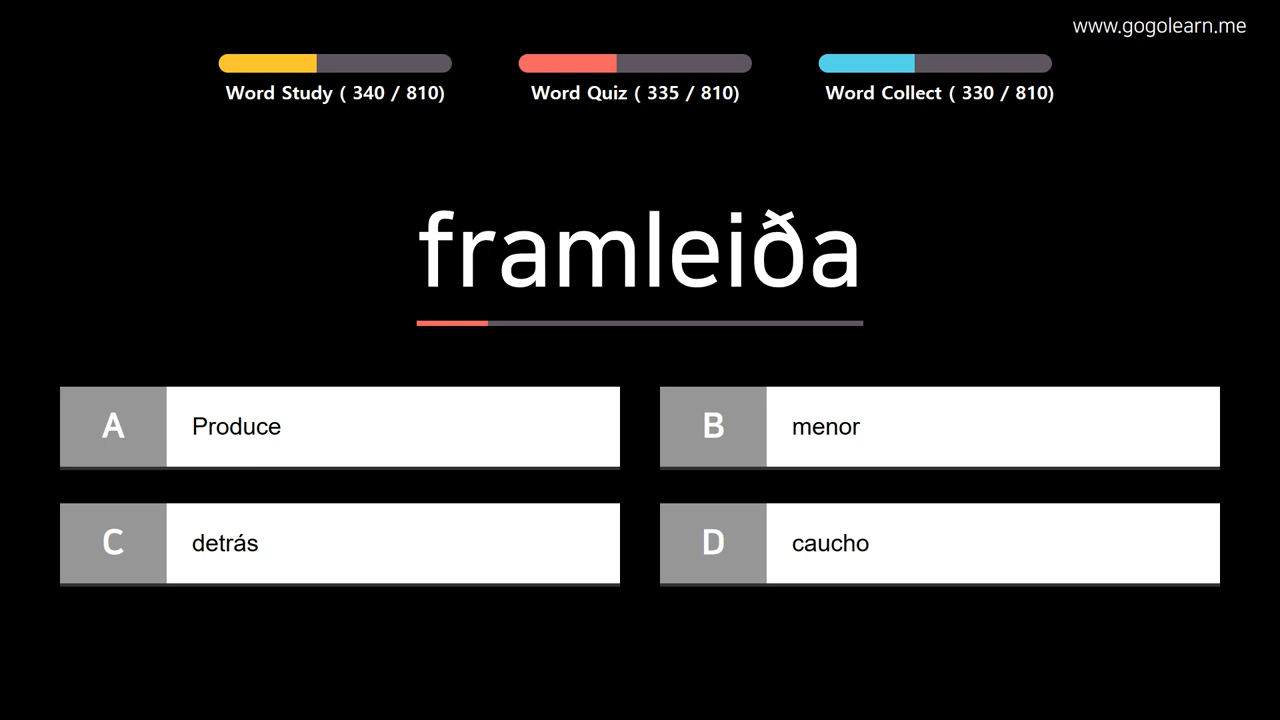 www.gogolearn.me
Word Study ( 340 / 810)
Word Quiz ( 335 / 810)
Word Collect ( 330 / 810)
framleiða
A Produce
B menor
C detrás
D caucho